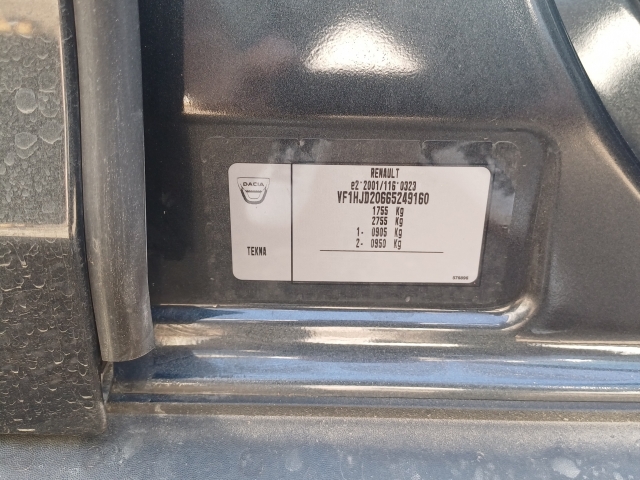 DACIA
TEKNA
RENAULT
e2*2001/116*0323
VF1HJD20665249160
1755 Kg
2755 Kg
1- 0905 Kg
2- 0950 Kg